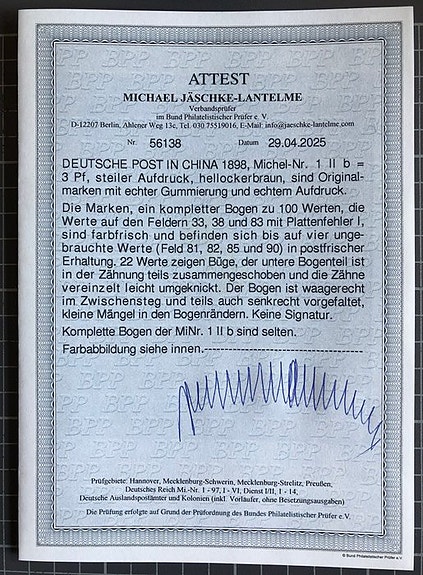 ATTEST
MICHAEL JÄSCHKE-LANTELME
Verbandsprüfer
im Bund Philatelistischer Prüfer e. V.
D-12207 Berlin, Ahlener Weg 13c, Tel. 030 75519016, E-Mail: info@jaeschke-lantelme.com
Nr. 56138 Datum 29.04.2025
DEUTSCHE POST IN CHINA 1898, Michel-Nr. 1 II b =
3 Pf, steiler Aufdruck, hellockerbraun, sind Original-
marken mit echter Gummierung und echtem Aufdruck.
Die Marken, ein kompletter Bogen zu 100 Werten, die
Werte auf den Feldern 33, 38 und 83 mit Plattenfehler I,
sind farbfrisch und befinden sich bis auf vier unge-
brauchte Werte (Feld 81, 82, 85 und 90) in postfrischer
Erhaltung. 22 Werte zeigen Büge, der untere Bogenteil ist
in der Zähnung teils zusammengeschoben und die Zähne
vereinzelt leicht umgeknickt. Der Bogen ist waagerecht
im Zwischensteg und teils auch senkrecht vorgefaltet,
kleine Mängel in den Bogenrändern. Keine Signatur.
Komplette Bogen der MiNr. 1 II b sind selten.
Farbabbildung siehe innen.--------------------------------
Prüfgebiete: Hannover, Mecklenburg-Schwerin, Mecklenburg-Strelitz, Preußen,
Deutsches Reich Mi.-Nr. 1 - 97, I - VI, Dienst I/II, 1 - 14,
Deutsche Auslandspostämter und Kolonien (inkl. Vorläufer, ohne Besetzungsausgaben)
Die Prüfung erfolgte auf Grund der Prüfordnung des Bundes Philatelistischer Prüfer e.V.
© Bund Philatelistischer Prüfer e.V.